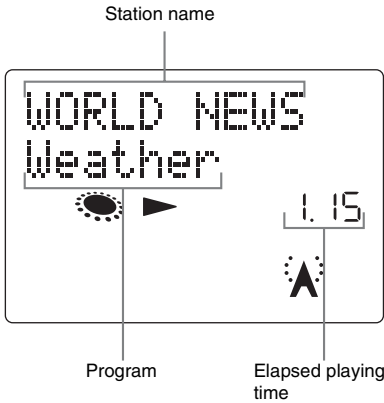 Station name
WORLD NEWS
Weather
1.15
Program
Elapsed playing
time